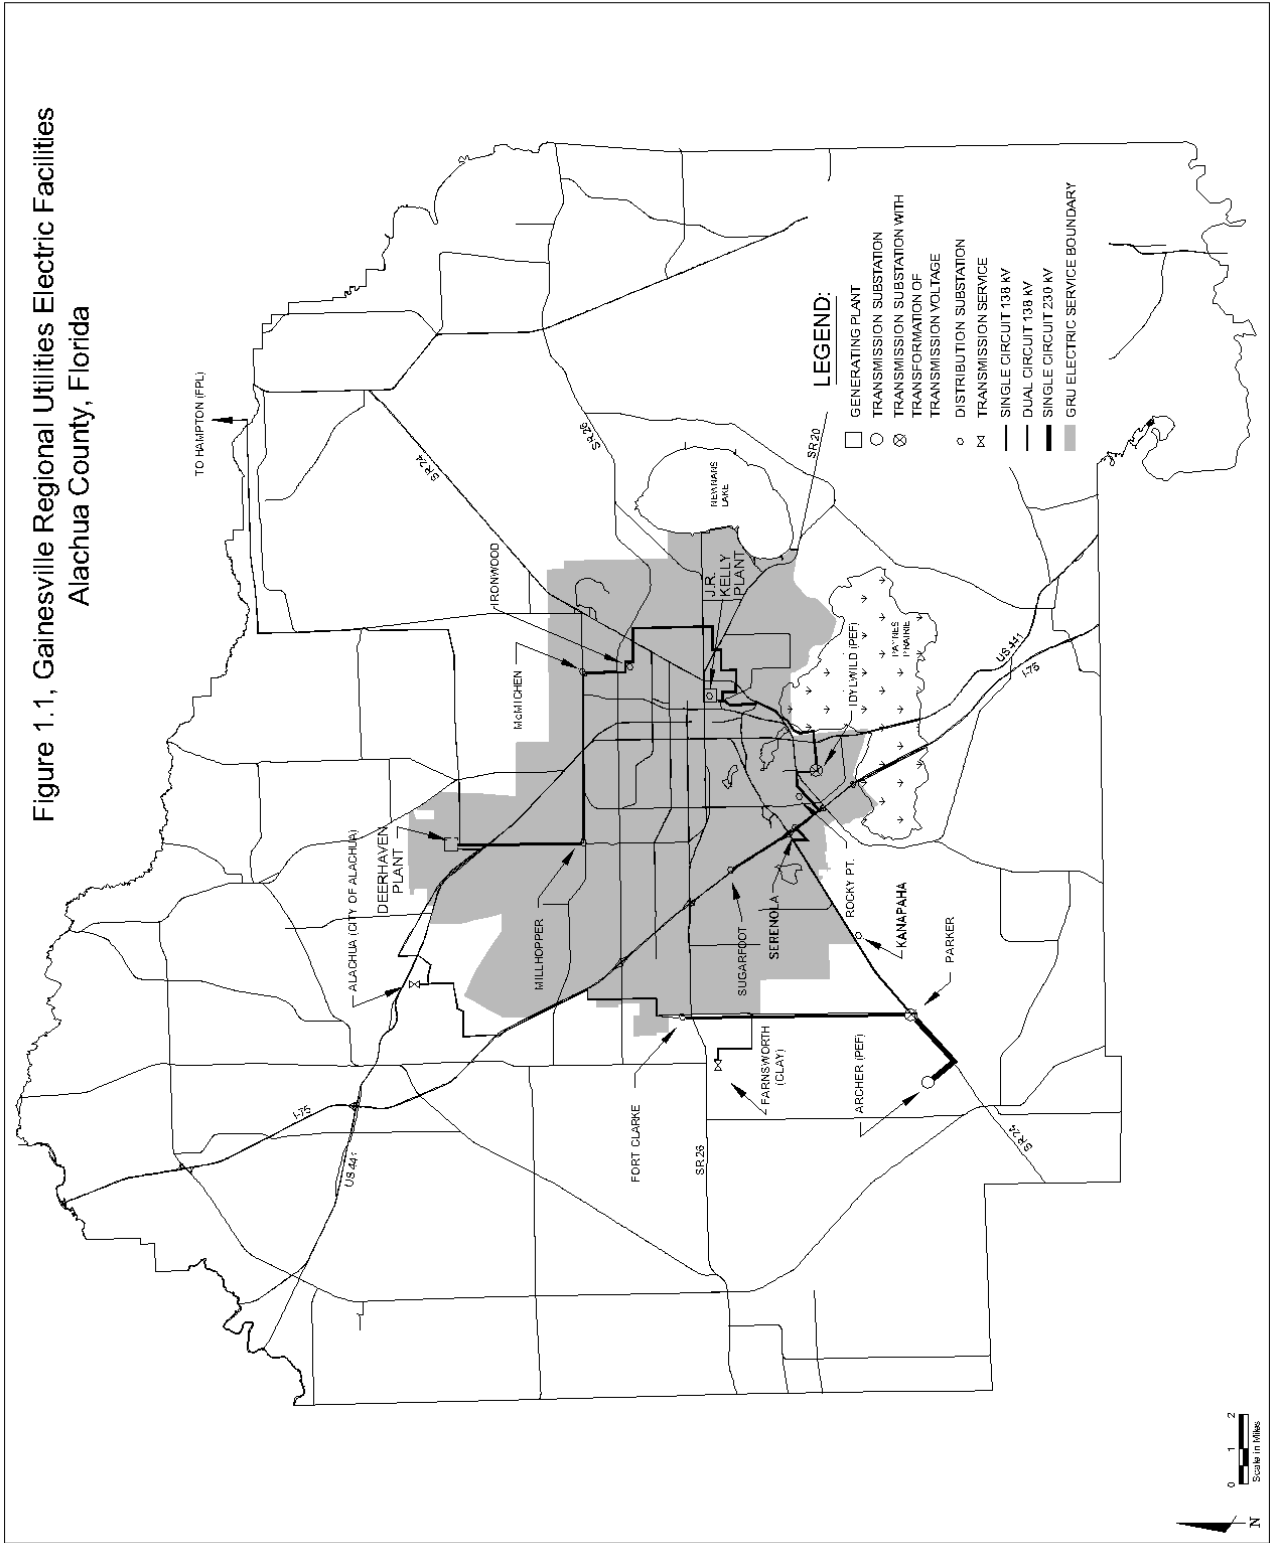 Figure 1.1, Gainesville Regional Utilities Electric Facilities
Alachua County, Florida
TO HAMPTON (FPL)
SR 24
SR 26
IRONWOOD
McMICHEN
NEWNANS
LAKE
SR 20
J.R.
KELLY
PLANT
DEERHAVEN
PLANT
ALACHUA (CITY OF ALACHUA)
MILLHOPPER
I-75
US 441
IDYLWILD (PEF)
PAYNES
PRAIRIE
US 441
I-75
SUGARFOOT
SERENOLA
ROCKY PT.
KANAPAHA
PARKER
FORT CLARKE
FARNSWORTH
(CLAY)
ARCHER (PEF)
SR 26
SR 24
LEGEND:
GENERATING PLANT
TRANSMISSION SUBSTATION
TRANSMISSION SUBSTATION WITH
TRANSFORMATION OF
TRANSMISSION VOLTAGE
DISTRIBUTION SUBSTATION
TRANSMISSION SERVICE
SINGLE CIRCUIT 138 kV
DUAL CIRCUIT 138 kV
SINGLE CIRCUIT 230 kV
GRU ELECTRIC SERVICE BOUNDARY
0 1 2
Scale in Miles
N